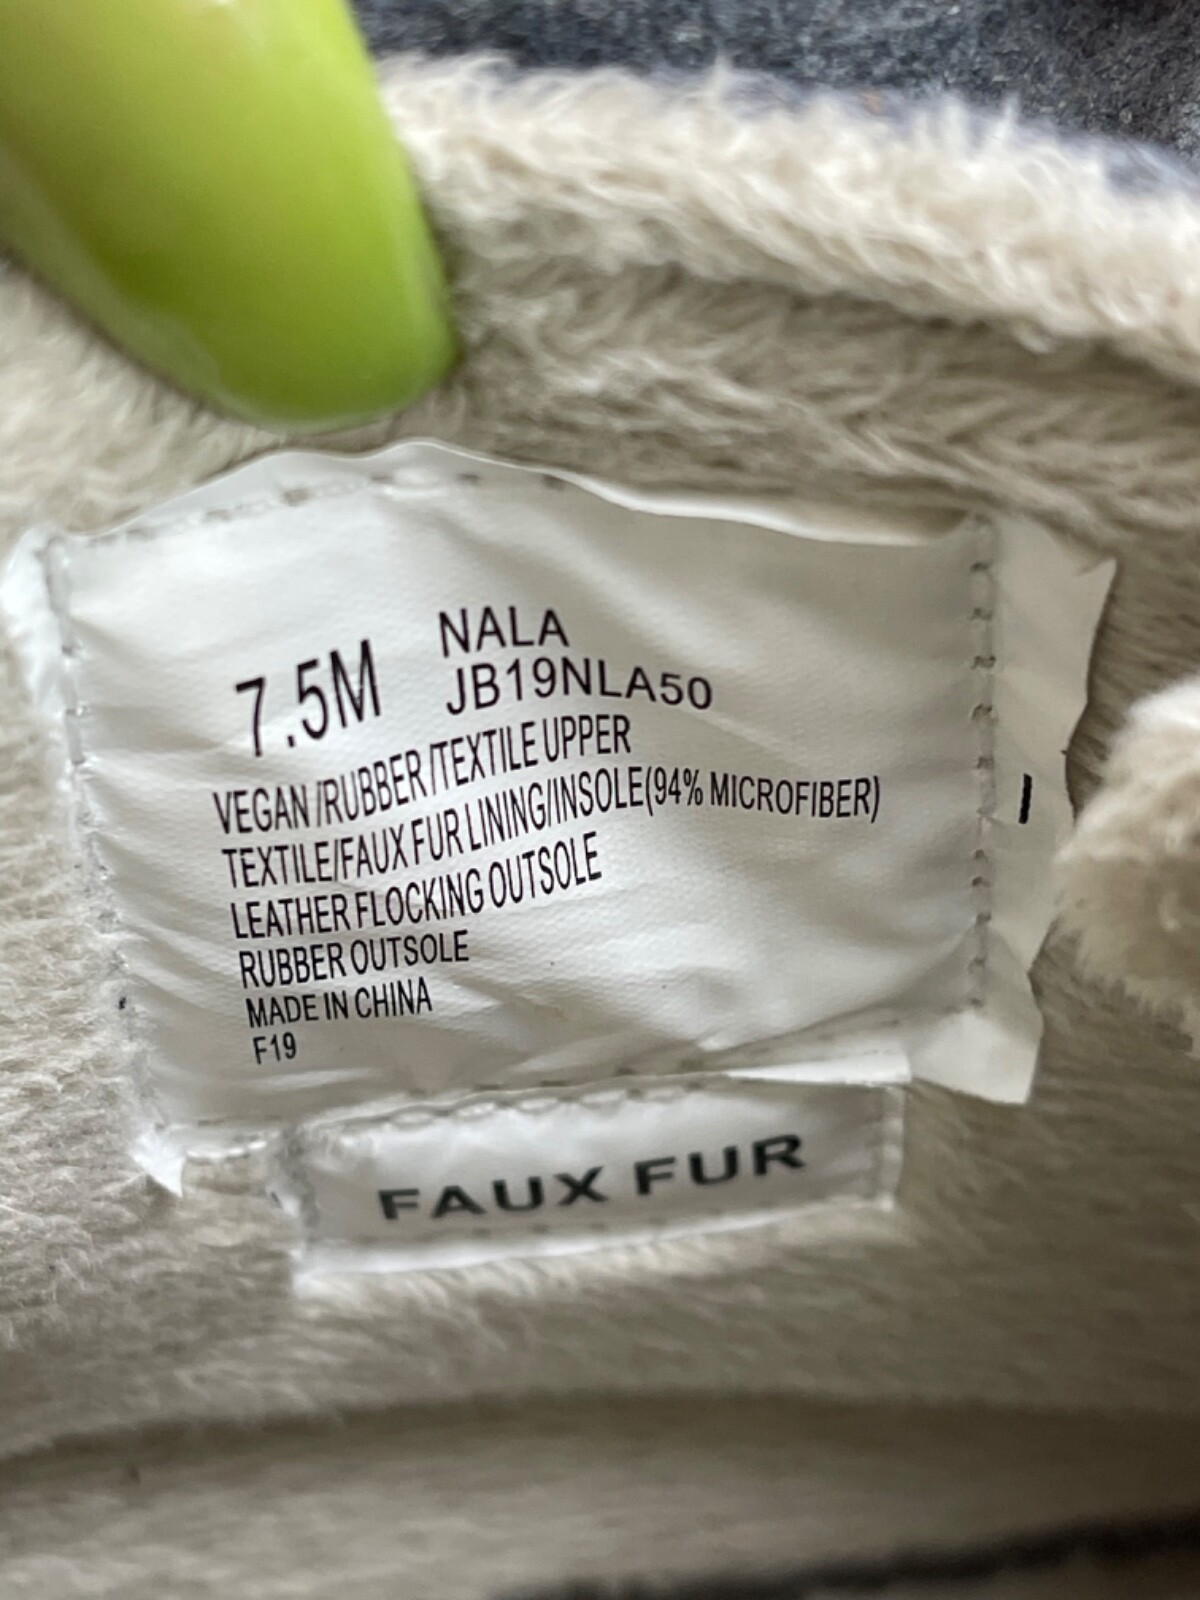 7.5M NALA
JB19NLA50
VEGAN/RUBBER/TEXTILE UPPER
TEXTILE/FAUX FUR LINING/INSOLE(94% MICROFIBER)
LEATHER FLOCKING OUTSOLE
RUBBER OUTSOLE
MADE IN CHINA
F19
FAUX FUR